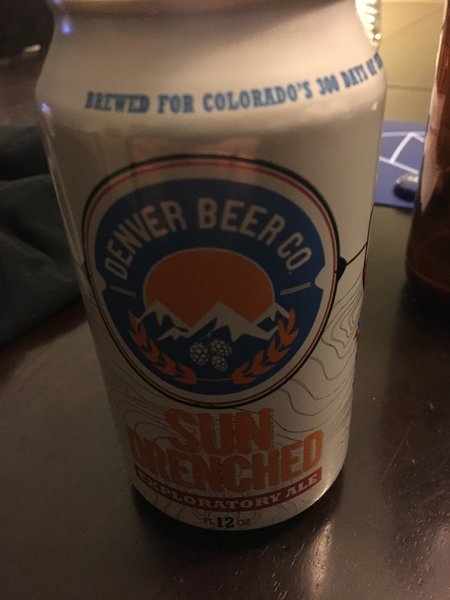 BREWED FOR COLORADO'S 300 DAYS OF
DENVER BEER CO.
SUN
DRENCHED
EXPLORATORY ALE
FL 12 OZ